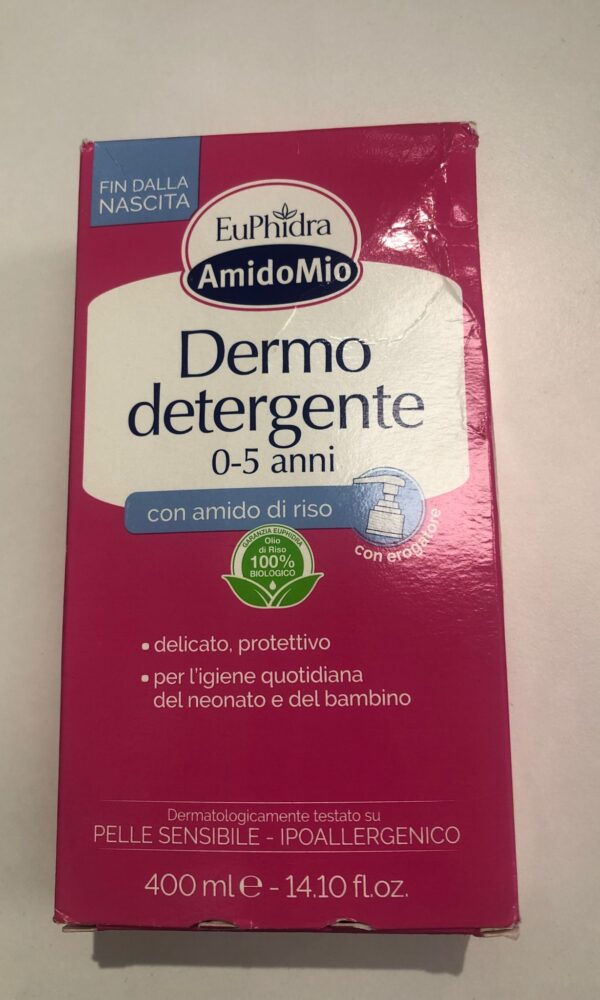 FIN DALLA
NASCITA
EuPhidra
AmidoMio
Dermo
detergente
0-5 anni
con amido di riso
con erogatore
GARANZIA EUPHIDRA
Olio
di Riso
100%
BIOLOGICO
• delicato, protettivo
• per l'igiene quotidiana
del neonato e del bambino
Dermatologicamente testato su
PELLE SENSIBILE - IPOALLERGENICO
400 ml e - 14.10 fl.oz.